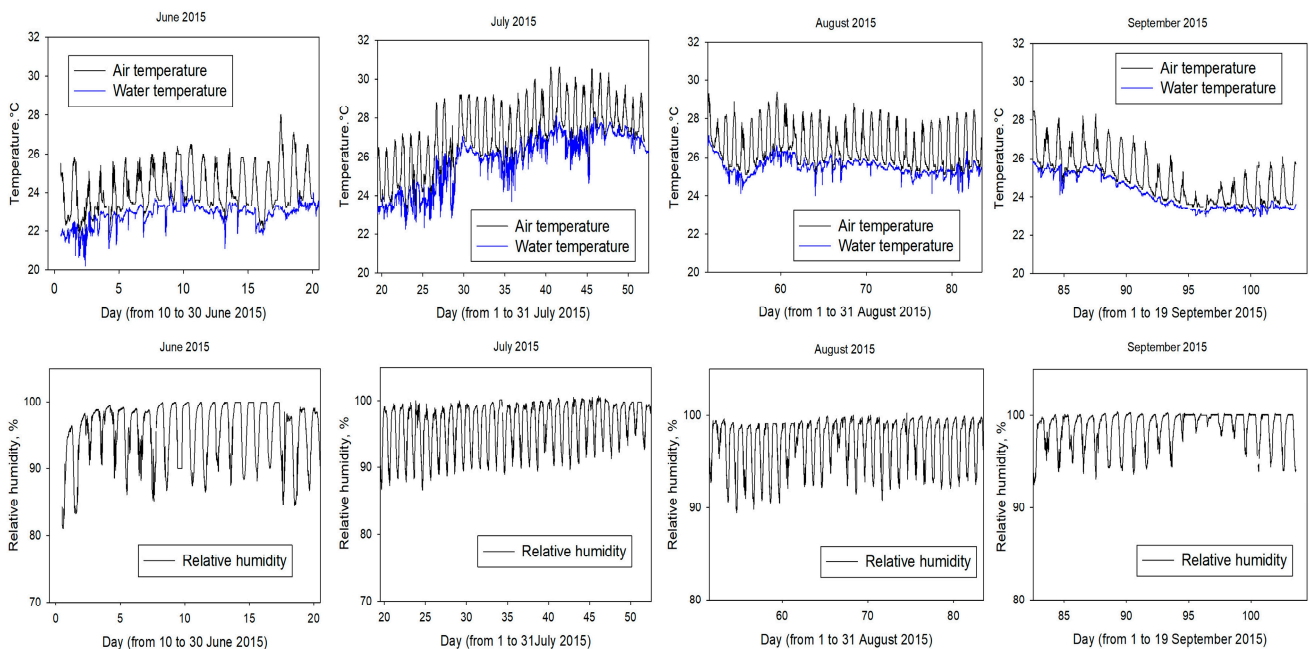 June 2015
32
30
28
26
24
22
20
Temperature.°C
Air temperature
Water temperature
0 5 10 15 20
Day (from 10 to 30 June 2015)
July 2015
32
30
28
26
24
22
20
Temperature.°C
Air temperature
Water temperature
20 25 30 35 40 45 50
Day (from 1 to 31 July 2015)
August 2015
32
30
28
26
24
22
20
Temperature.°C
Air temperature
Water temperature
60 70 80
Day (from 1 to 31 August 2015)
September 2015
32
30
28
26
24
22
20
Temperature.°C
Air temperature
Water temperature
85 90 95 100
Day (from 1 to 19 September 2015)
June 2015
100
90
80
70
Relative humidity, %
Relative humidity
0 5 10 15 20
Day (from 10 to 30 June 2015)
July 2015
100
90
80
70
Relative humidity, %
Relative humidity
20 25 30 35 40 45 50
Day (from 1 to 31July 2015)
August 2015
100
90
80
Relative humidity, %
Relative humidity
60 70 80
Day (from 1 to 31 August 2015)
September 2015
100
90
80
Relative humidity, %
Relative humidity
85 90 95 100
Day (from 1 to 19 September 2015)